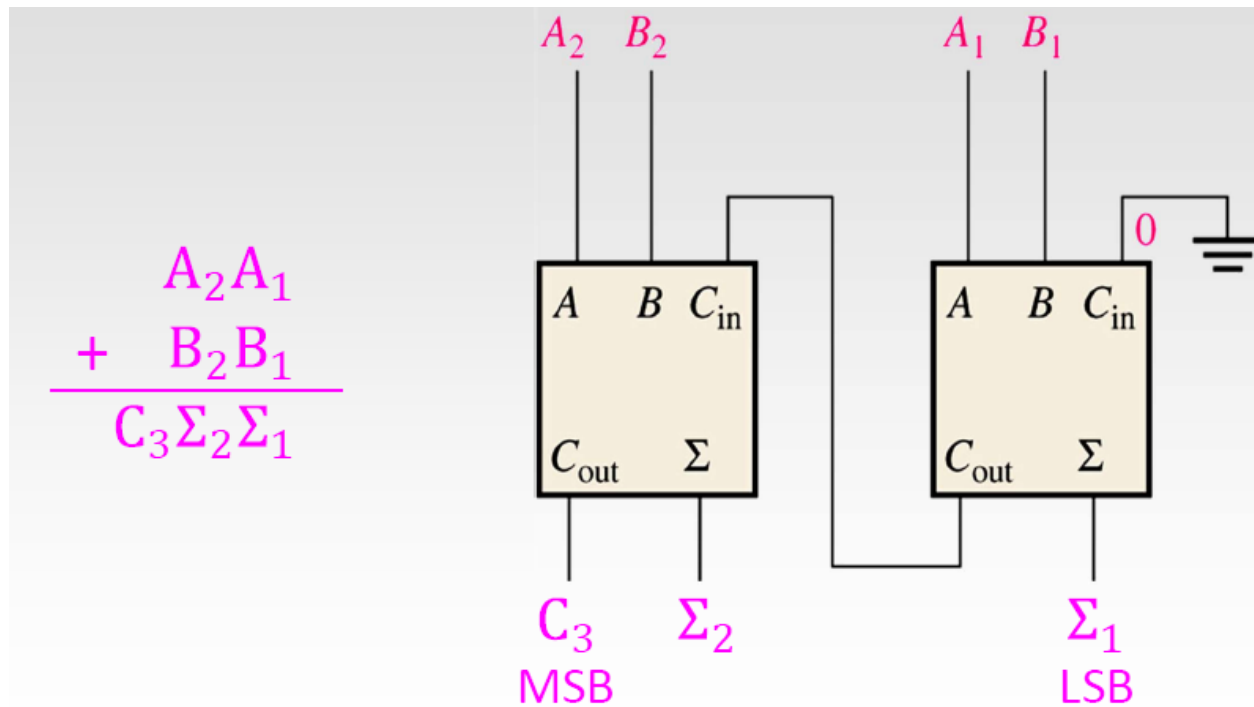 A₂ B₂ A₁ B₁
0
A₂A₁
+ B₂B₁
C₃Σ₂Σ₁
A B C_in
C_out Σ
A B C_in
C_out Σ
C₃ Σ₂ Σ₁
MSB LSB